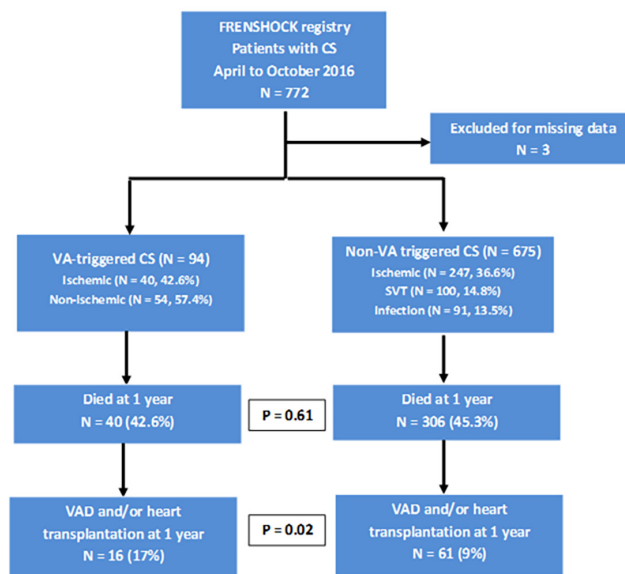 FRENSHOCK registry
Patients with CS
April to October 2016
N = 772
Excluded for missing data
N = 3
VA-triggered CS (N = 94)
Ischemic (N = 40, 42.6%)
Non-Ischemic (N = 54, 57.4%)
Non-VA triggered CS (N = 675)
Ischemic (N = 247, 36.6%)
SVT (N = 100, 14.8%)
Infection (N = 91, 13.5%)
Died at 1 year
N = 40 (42.6%)
P = 0.61
Died at 1 year
N = 306 (45.3%)
VAD and/or heart
transplantation at 1 year
N = 16 (17%)
P = 0.02
VAD and/or heart
transplantation at 1 year
N = 61 (9%)